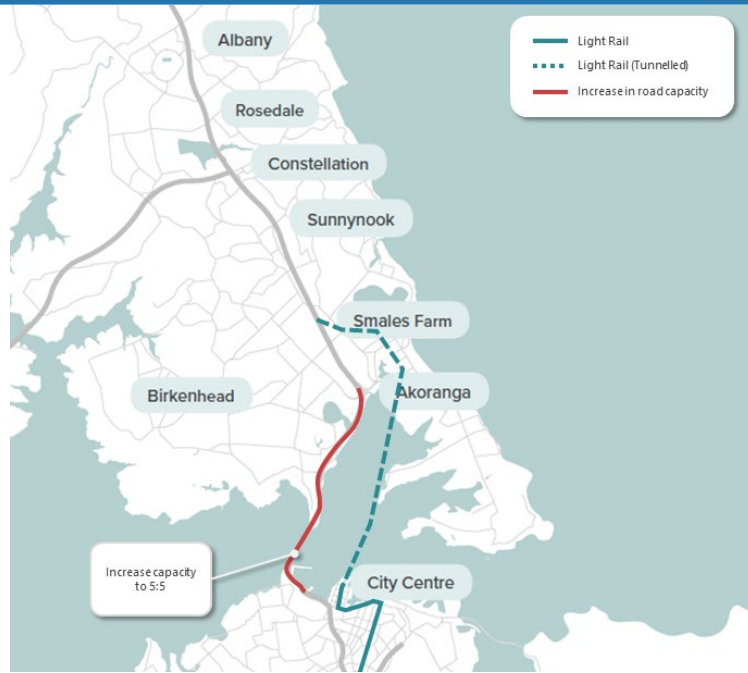 Albany
Light Rail
Light Rail (Tunnelled)
Increase in road capacity
Rosedale
Constellation
Sunnynook
Smales Farm
Birkenhead
Akoranga
Increase capacity
to 5:5
City Centre